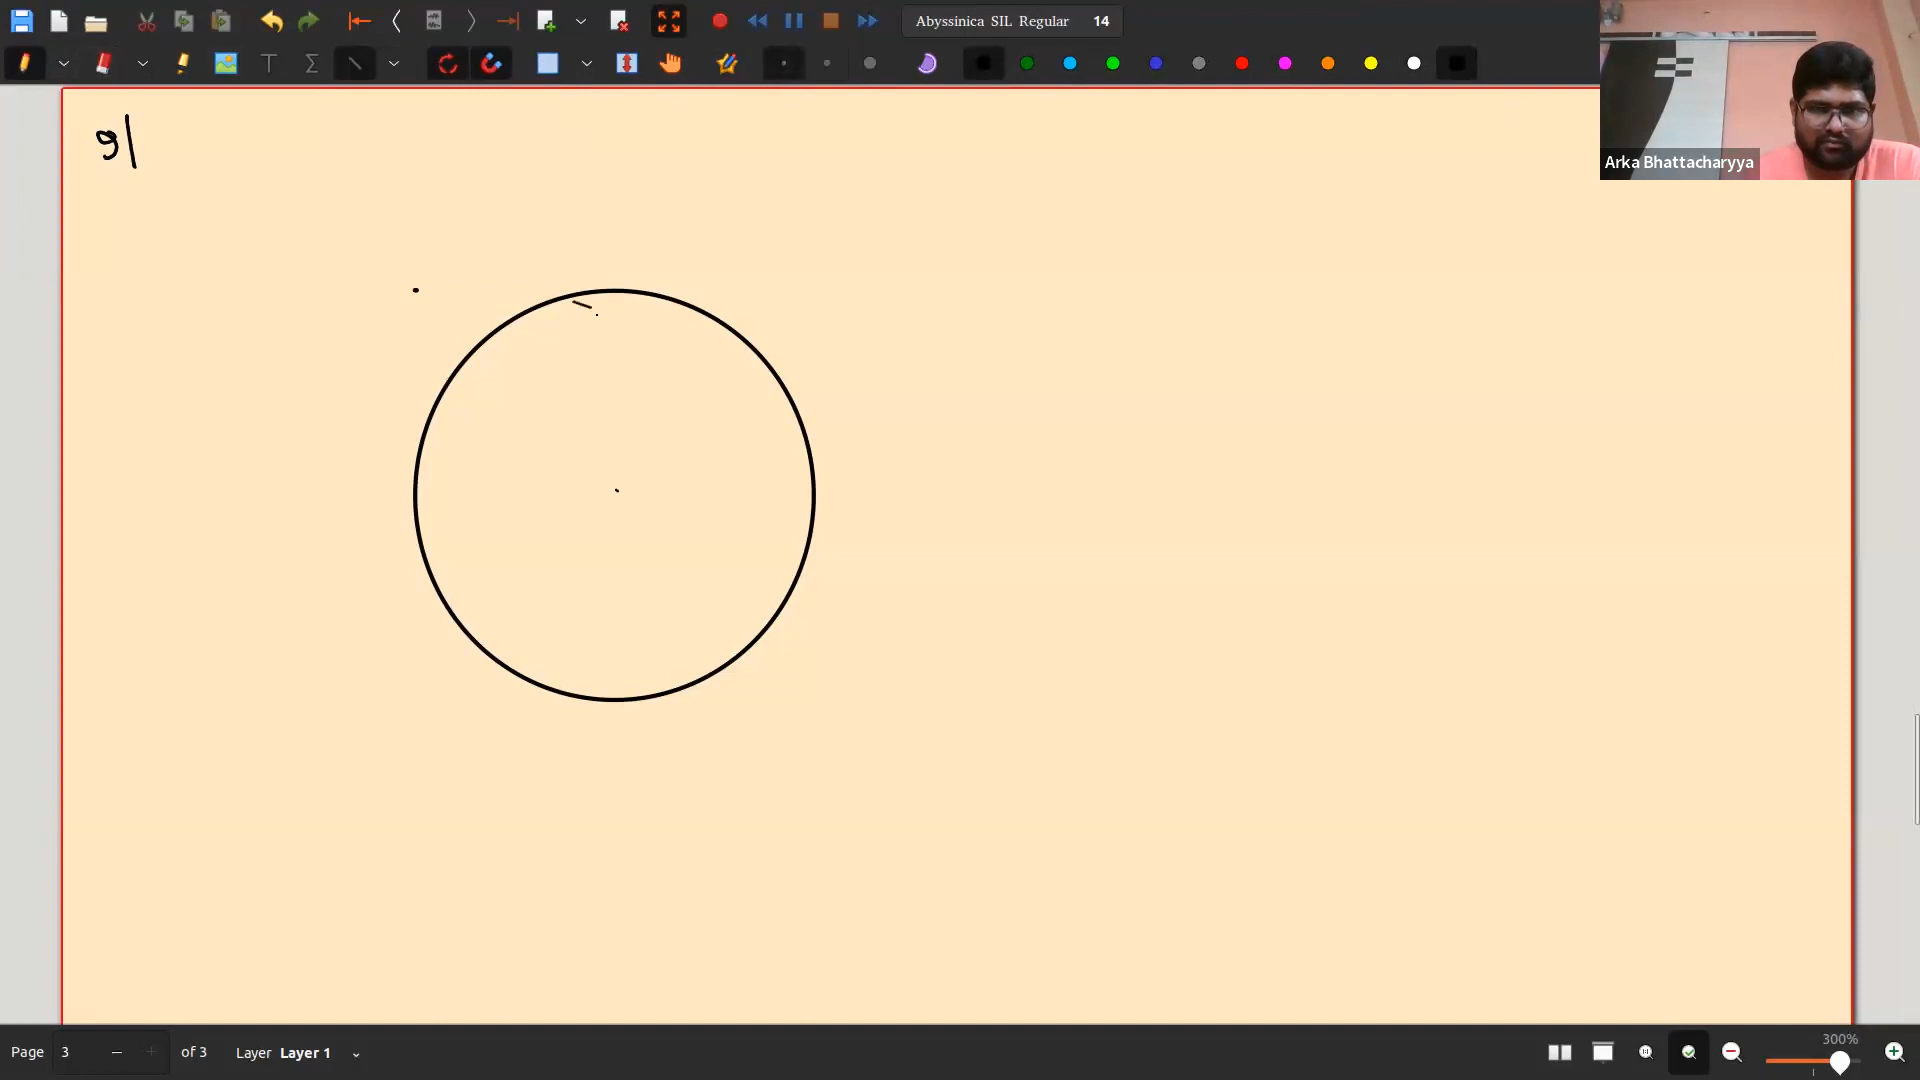 Abyssinica SIL Regular 14
Arka Bhattacharyya
9|
Page 3 of 3 Layer Layer 1
300%